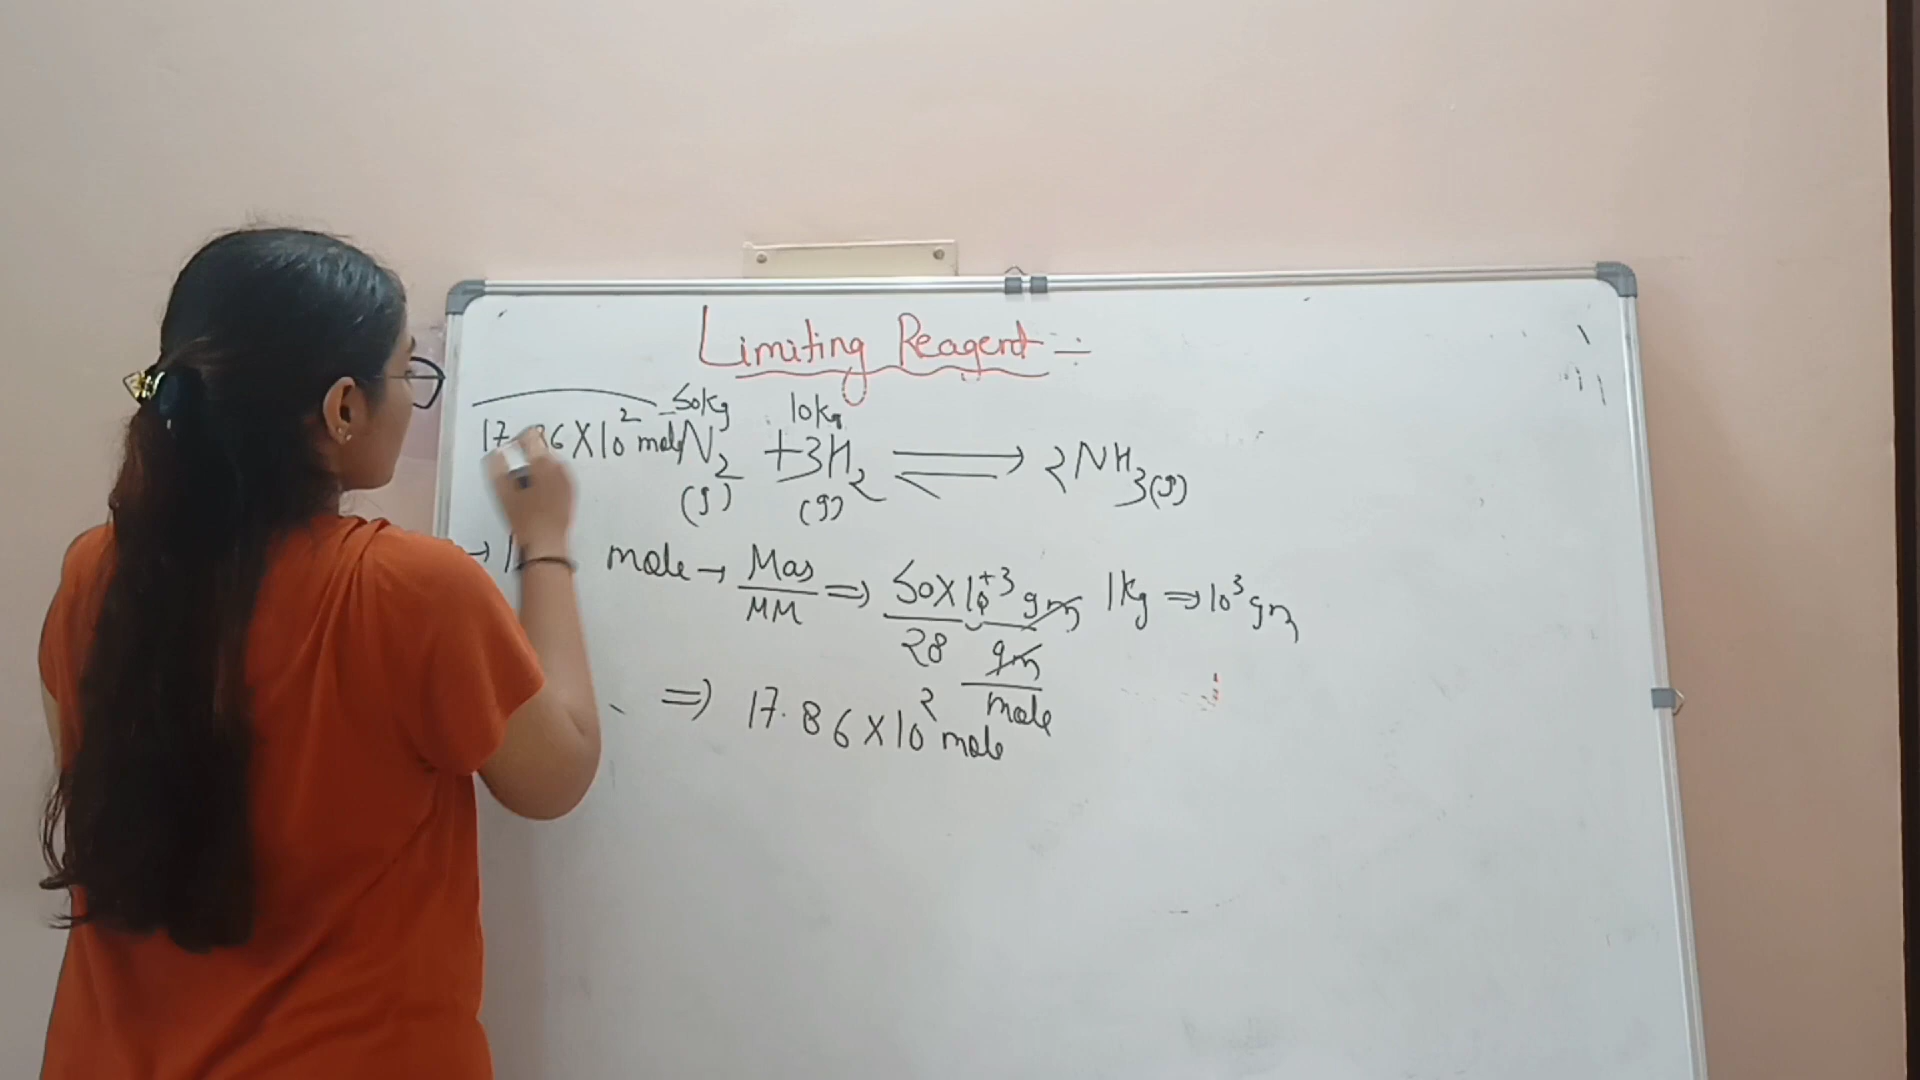 Limiting Reagent :-
50kg 10kg
17.86 X 10² mole N₂ (g) + 3H₂ (g) ⇌ 2NH₃(g)
→ mole → Mas / MM ⇒ 50 X 10⁺³ gm / 28 gm/mole 1Kg ⇒ 10³ gm
⇒ 17.86 X 10² mole